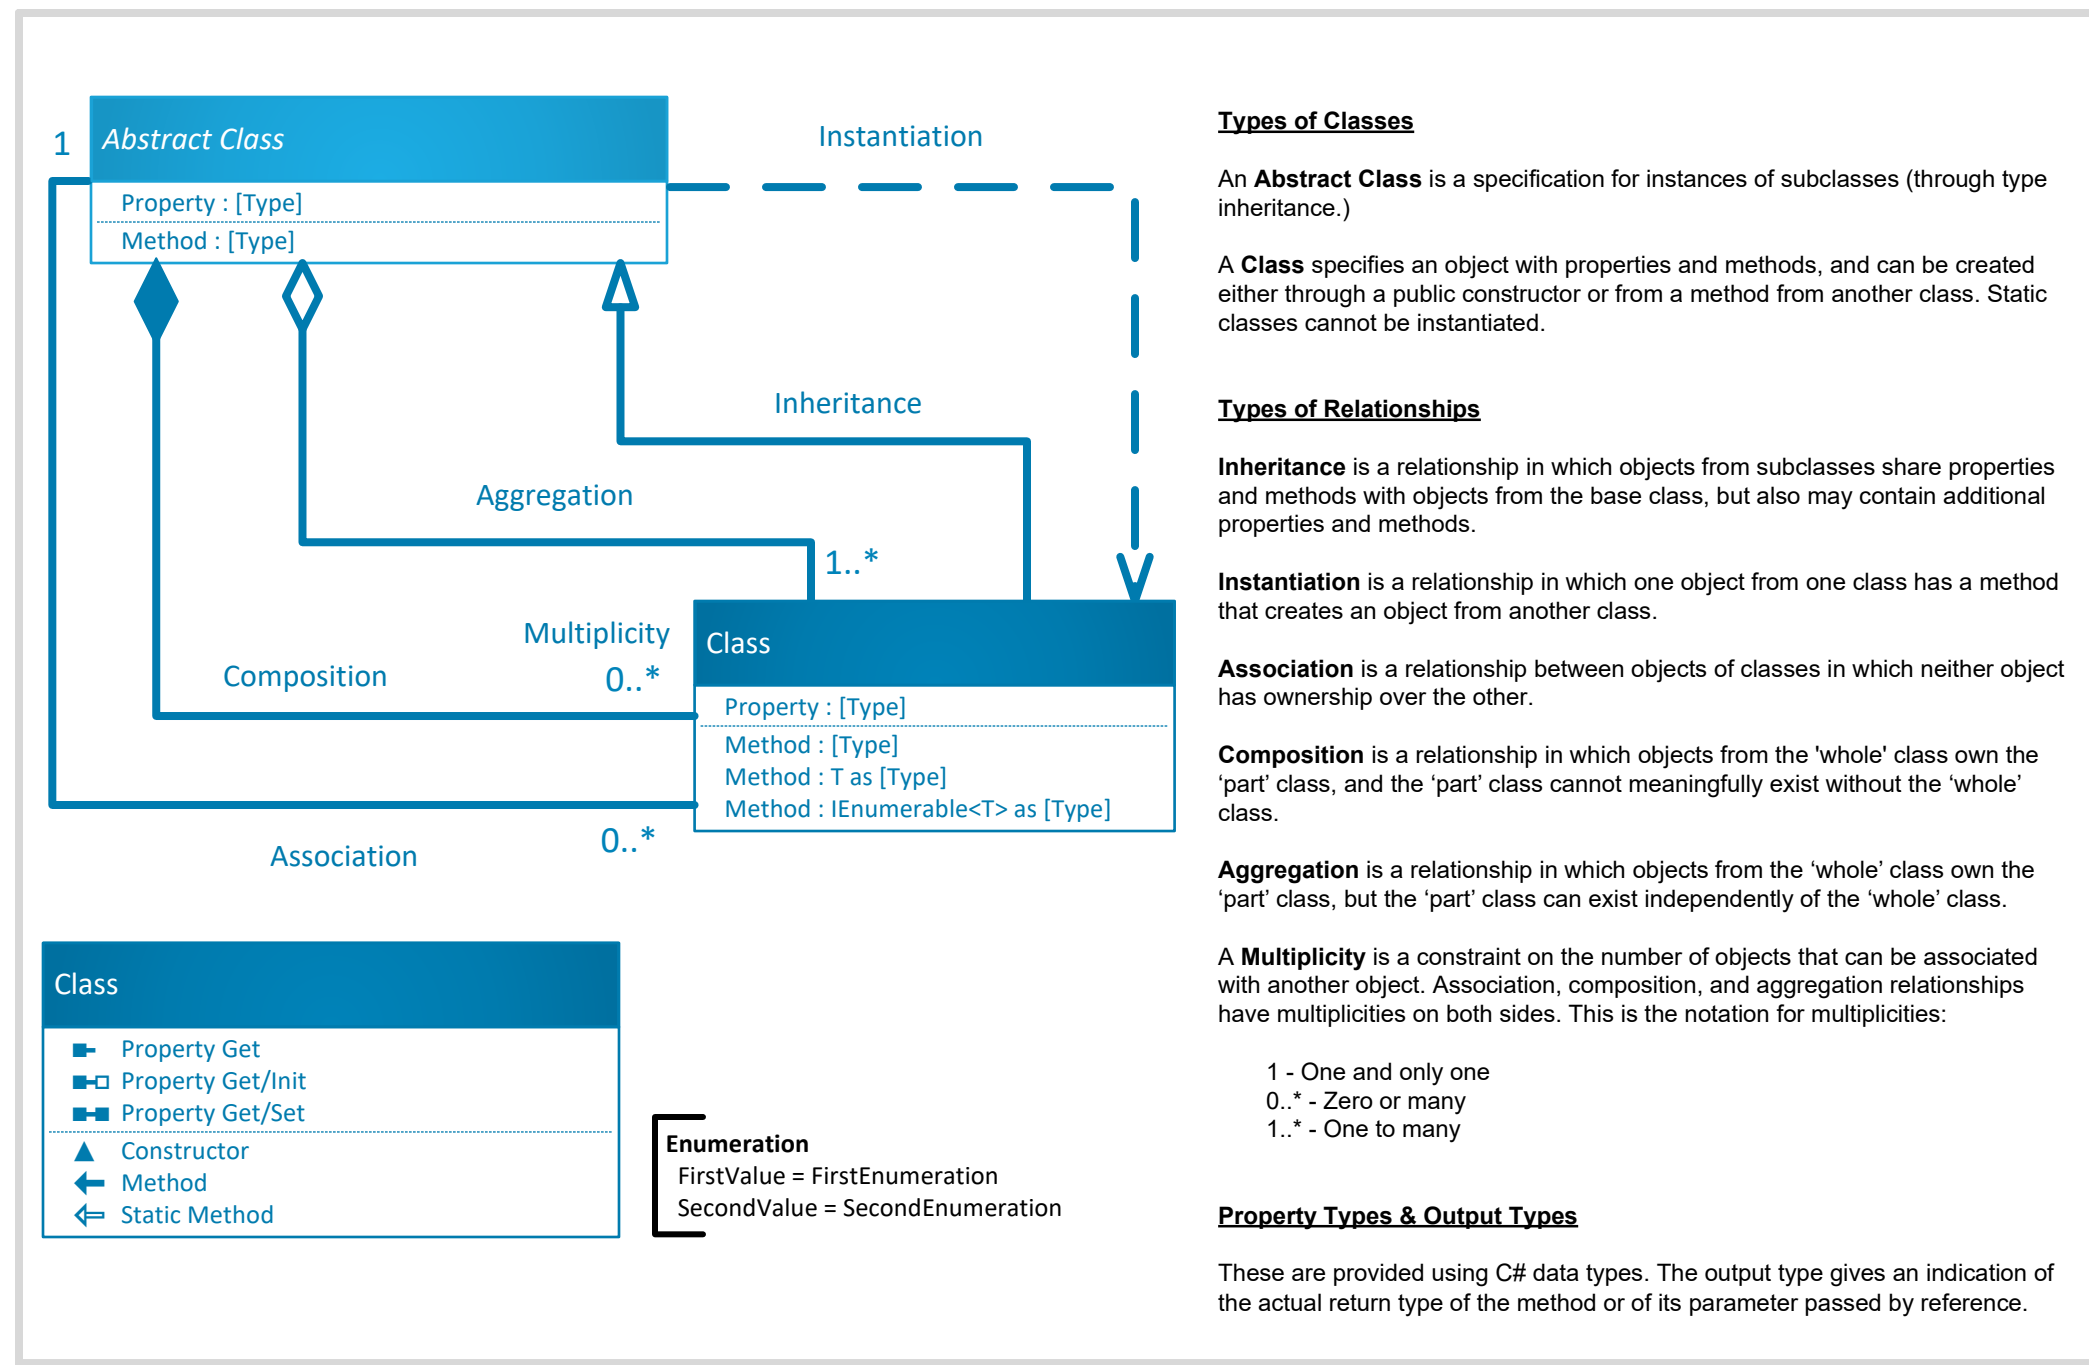 1
Abstract Class
Property : [Type]
Method : [Type]
Instantiation
Inheritance
Aggregation
1..*
Multiplicity
0..*
Composition
Class
Property : [Type]
Method : [Type]
Method : T as [Type]
Method : IEnumerable<T> as [Type]
0..*
Association
Class
Property Get
Property Get/Init
Property Get/Set
Constructor
Method
Static Method
Enumeration
FirstValue = FirstEnumeration
SecondValue = SecondEnumeration
Types of Classes
An Abstract Class is a specification for instances of subclasses (through type
inheritance.)
A Class specifies an object with properties and methods, and can be created
either through a public constructor or from a method from another class. Static
classes cannot be instantiated.
Types of Relationships
Inheritance is a relationship in which objects from subclasses share properties
and methods with objects from the base class, but also may contain additional
properties and methods.
Instantiation is a relationship in which one object from one class has a method
that creates an object from another class.
Association is a relationship between objects of classes in which neither object
has ownership over the other.
Composition is a relationship in which objects from the 'whole' class own the
‘part’ class, and the ‘part’ class cannot meaningfully exist without the ‘whole’
class.
Aggregation is a relationship in which objects from the ‘whole’ class own the
‘part’ class, but the ‘part’ class can exist independently of the ‘whole’ class.
A Multiplicity is a constraint on the number of objects that can be associated
with another object. Association, composition, and aggregation relationships
have multiplicities on both sides. This is the notation for multiplicities:
1 - One and only one
0..* - Zero or many
1..* - One to many
Property Types & Output Types
These are provided using C# data types. The output type gives an indication of
the actual return type of the method or of its parameter passed by reference.